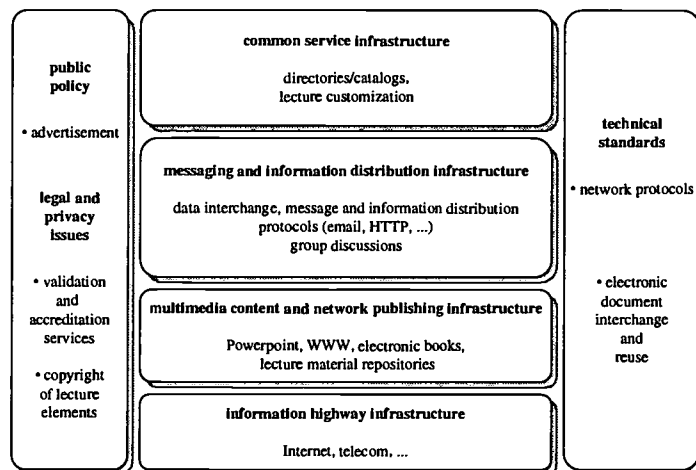 public
policy
• advertisement
legal and
privacy
issues
• validation
and
accreditation
services
• copyright
of lecture
elements
common service infrastructure
directories/catalogs,
lecture customization
messaging and information distribution infrastructure
data interchange, message and information distribution
protocols (email, HTTP, ...)
group discussions
multimedia content and network publishing infrastructure
Powerpoint, WWW, electronic books,
lecture material repositories
information highway infrastructure
Internet, telecom, ...
technical
standards
• network protocols
• electronic
document
interchange
and
reuse